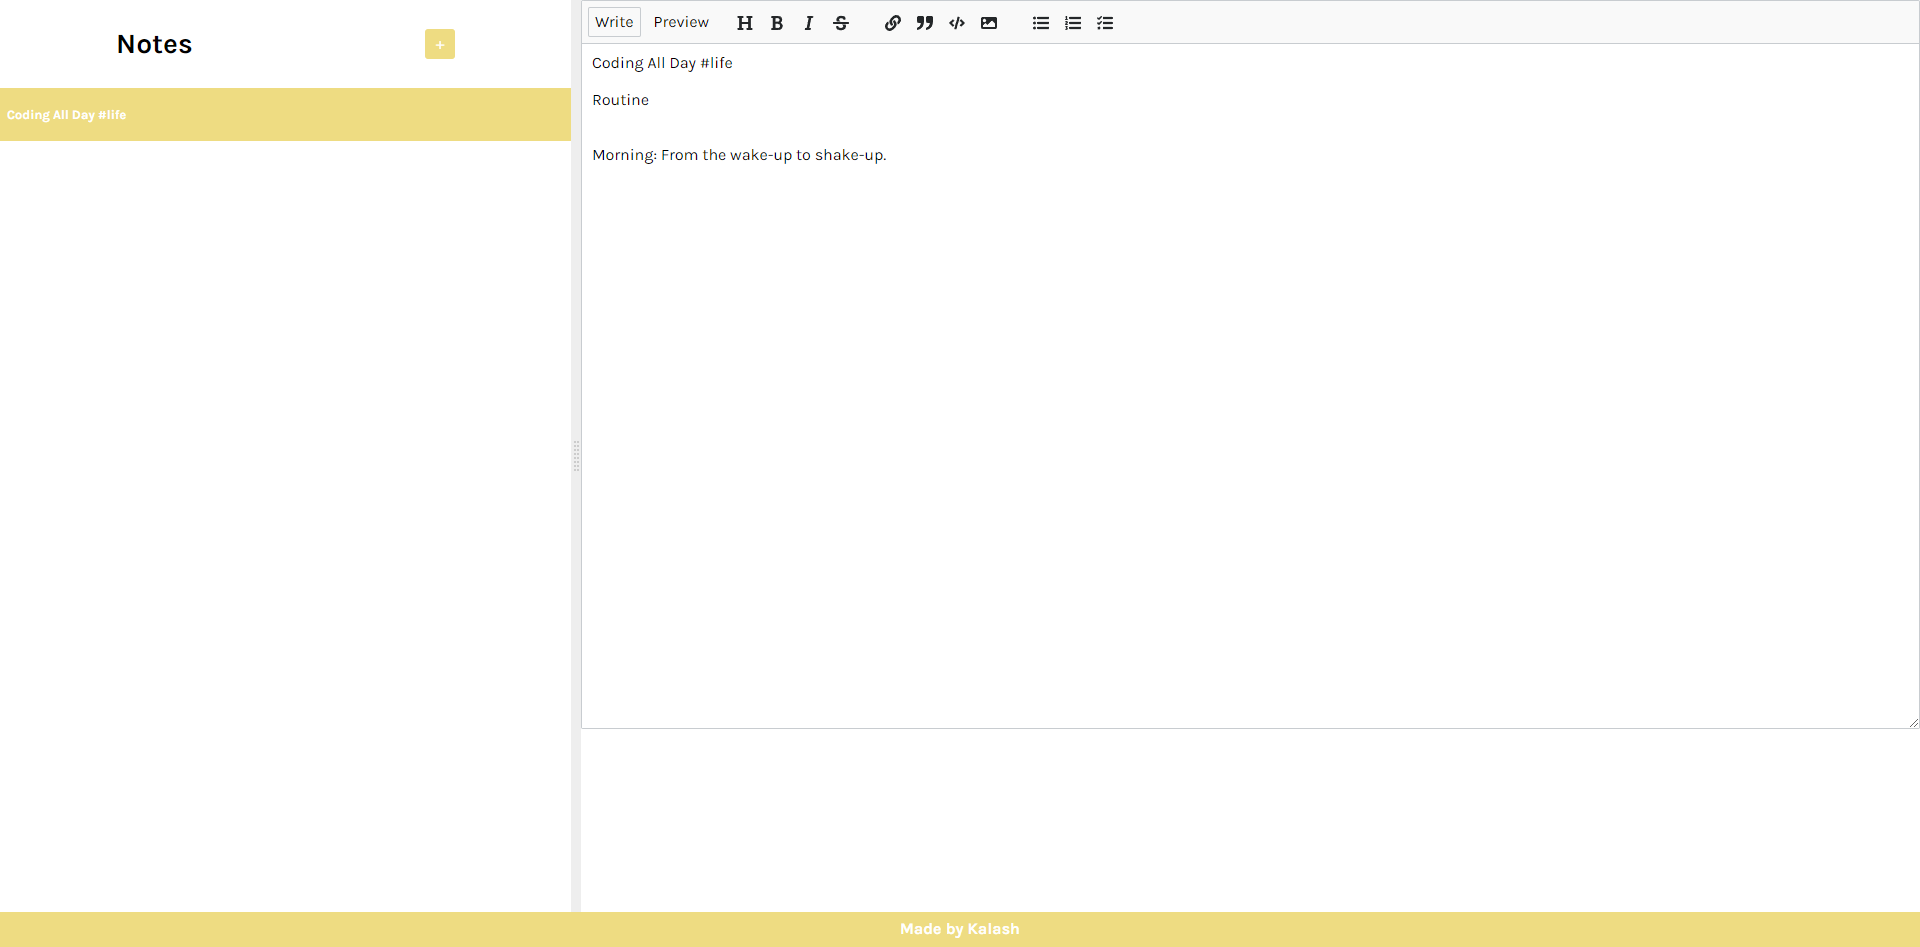 Notes
+
Coding All Day #life
Write Preview
Coding All Day #life
Routine
Morning: From the wake-up to shake-up.
Made by Kalash